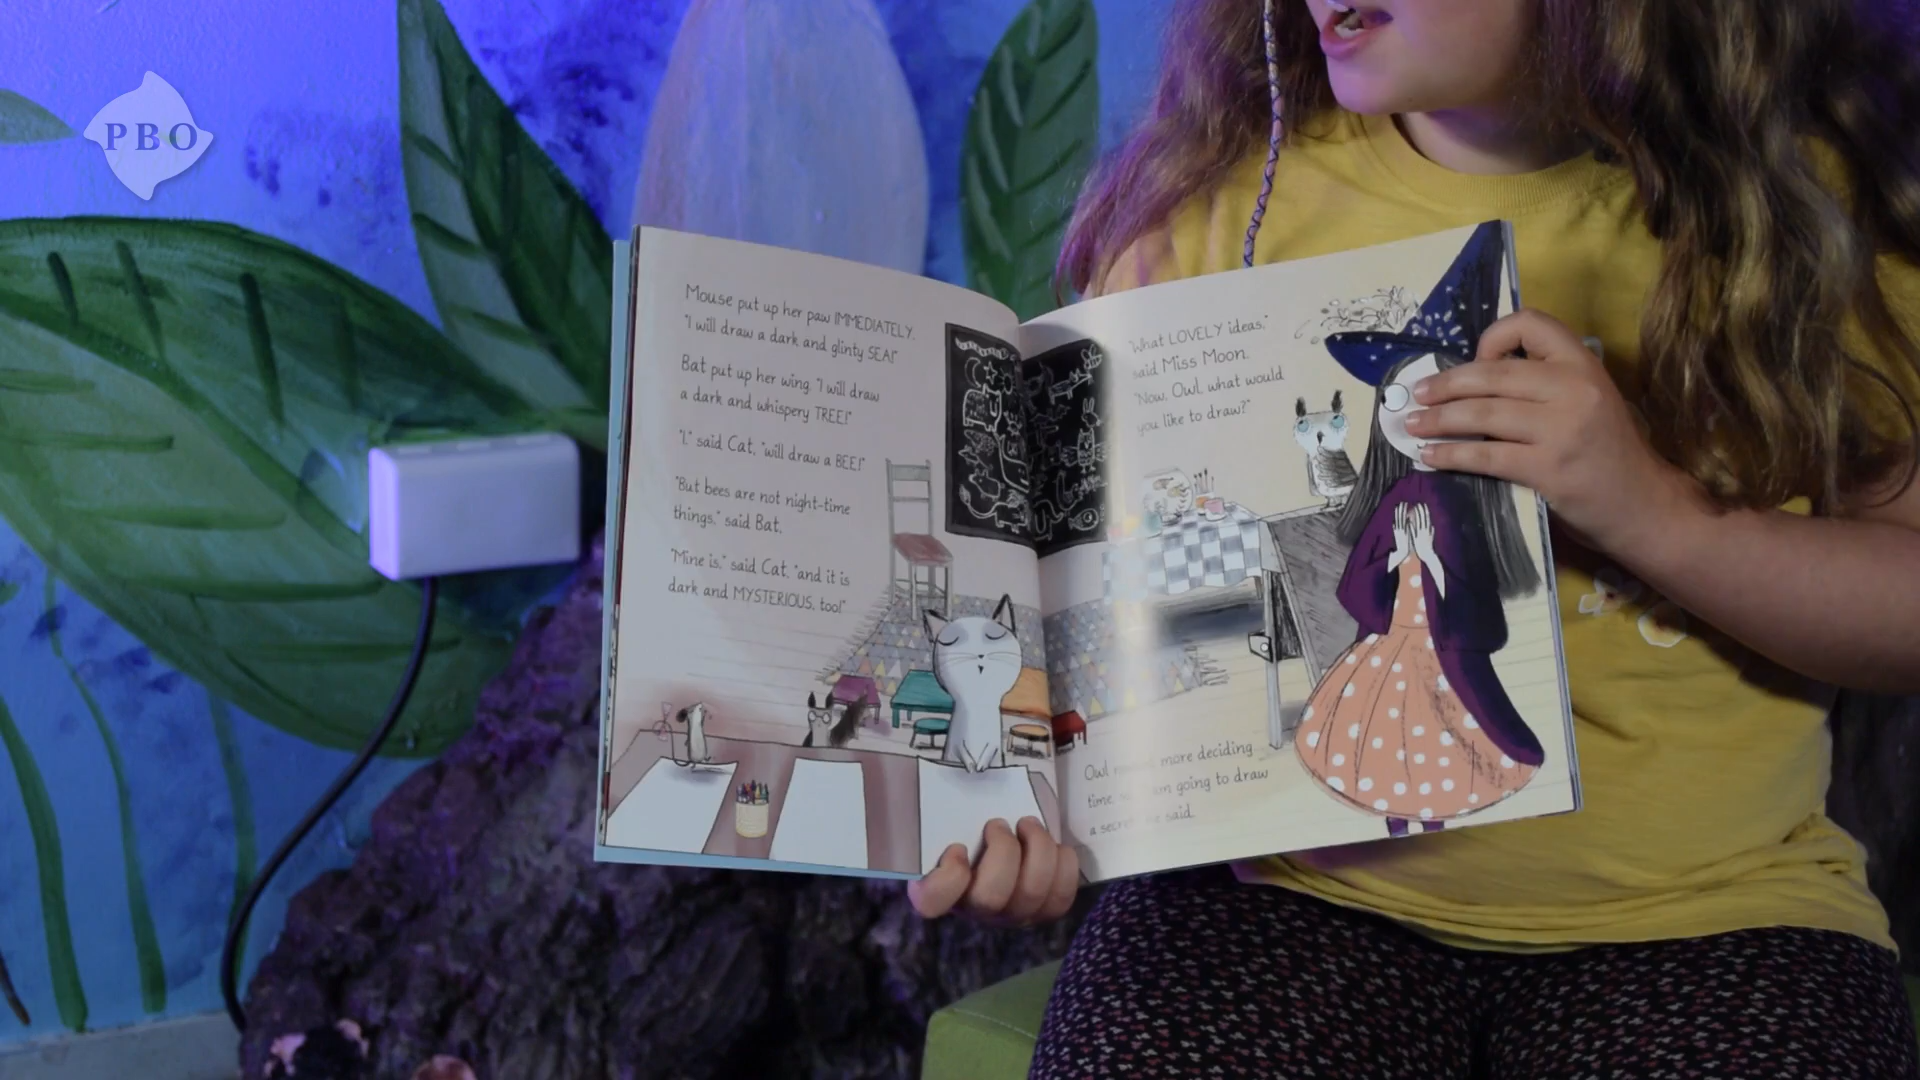 PBO
Mouse put up her paw IMMEDIATELY.
"I will draw a dark and glinty SEA!"
Bat put up her wing. "I will draw
a dark and whispery TREE!"
"I," said Cat, "will draw a BEE!"
"But bees are not night-time
things," said Bat.
"Mine is," said Cat, "and it is
dark and MYSTERIOUS, too!"
What LOVELY ideas,"
said Miss Moon.
"Now, Owl, what would
you like to draw?"
Owl more deciding
time, going to draw
a said.